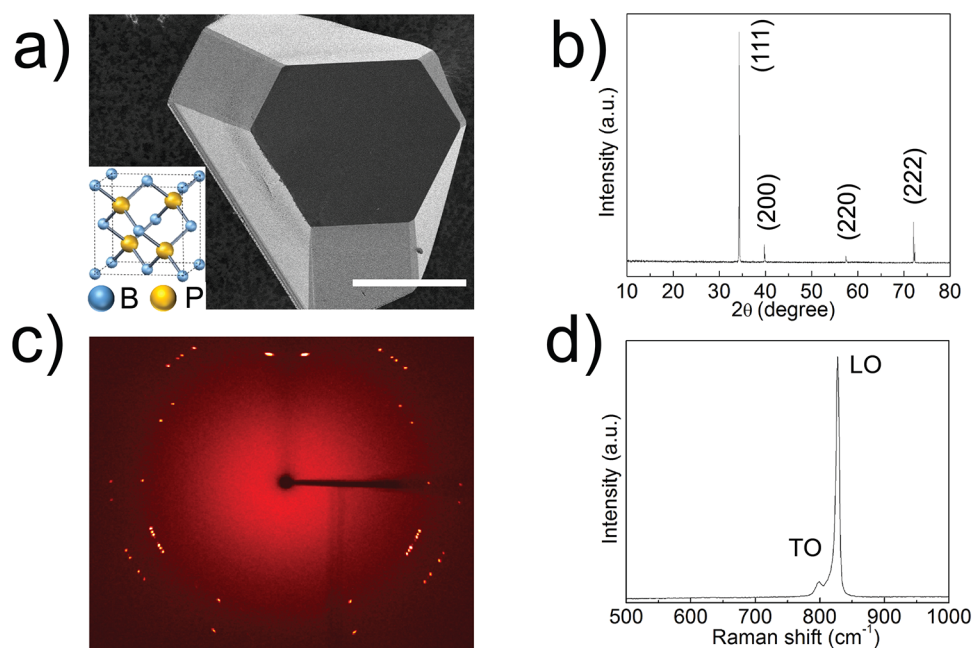 a)
B P
b)
Intensity (a.u.)
(111)
(200)
(220)
(222)
10 20 30 40 50 60 70 80
2θ (degree)
c)
d)
Intensity (a.u.)
LO
TO
500 600 700 800 900 1000
Raman shift (cm⁻¹)